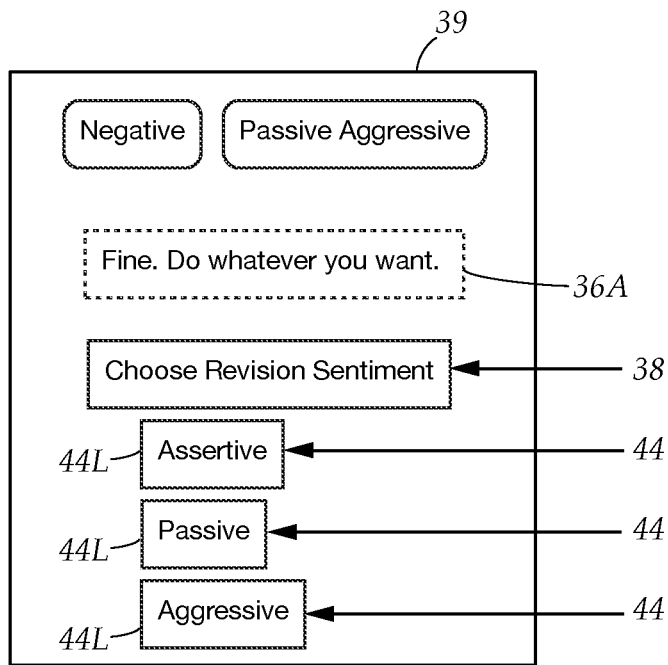 39
Negative Passive Aggressive
Fine. Do whatever you want.
36A
Choose Revision Sentiment 38
44L Assertive 44
44L Passive 44
44L Aggressive 44